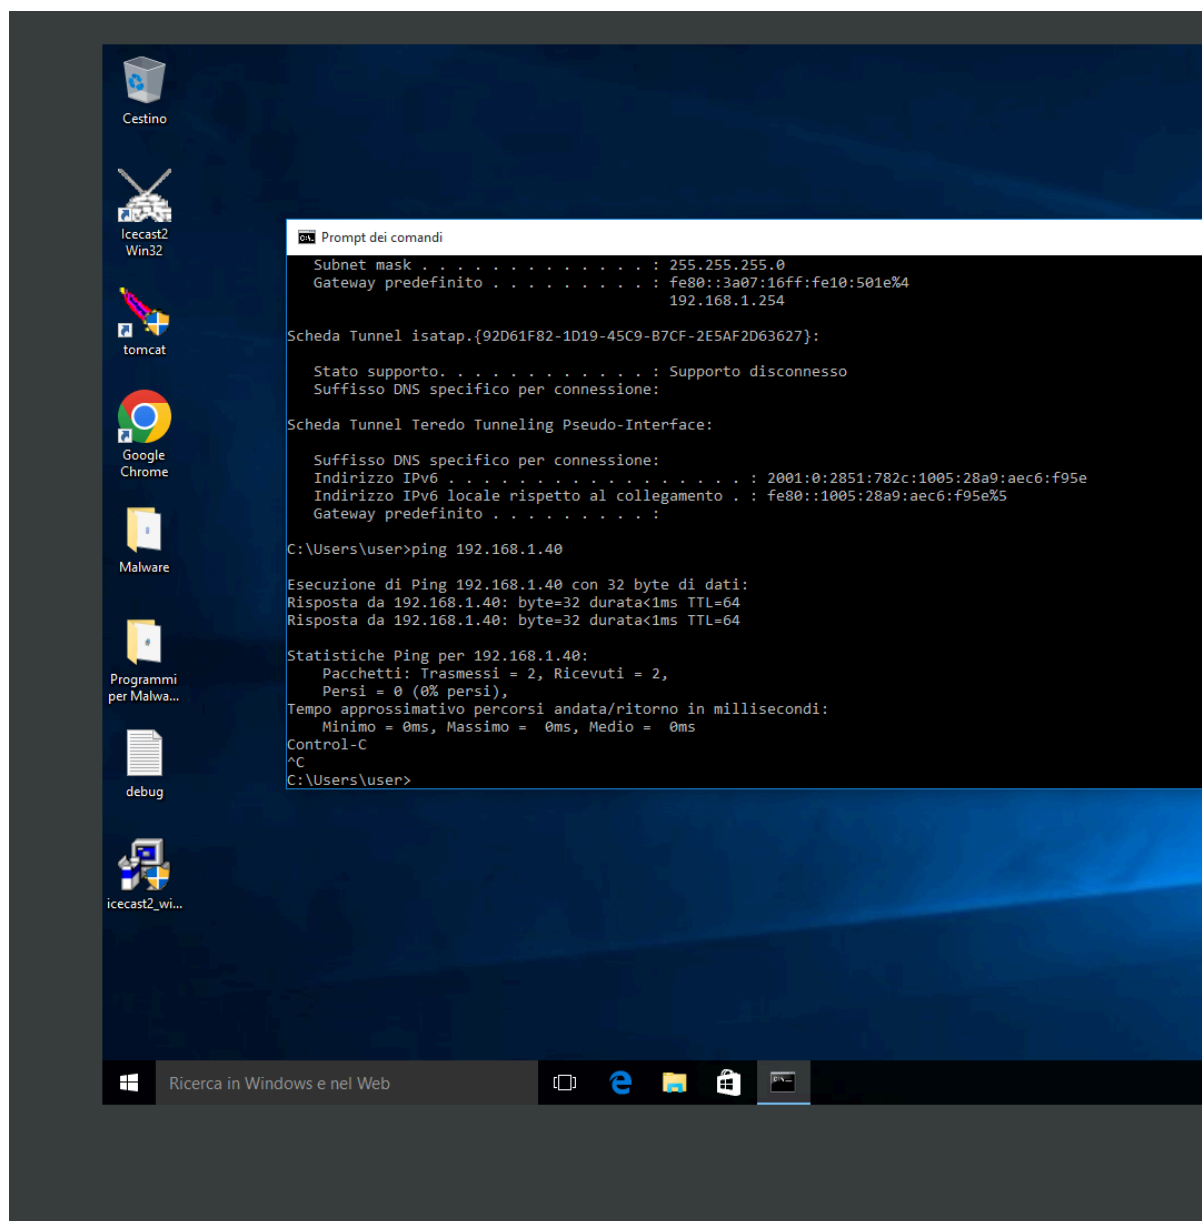 Cestino
Icecast2
Win32
tomcat
Google
Chrome
Malware
Programmi
per Malwa...
debug
icecast2_wi...
Prompt dei comandi
Subnet mask . . . . . . . . . . . . . : 255.255.255.0
Gateway predefinito . . . . . . . . . : fe80::3a07:16ff:fe10:501e%4
192.168.1.254
Scheda Tunnel isatap.{92D61F82-1D19-45C9-B7CF-2E5AF2D63627}:
Stato supporto. . . . . . . . . . . . : Supporto disconnesso
Suffisso DNS specifico per connessione:
Scheda Tunnel Teredo Tunneling Pseudo-Interface:
Suffisso DNS specifico per connessione:
Indirizzo IPv6 . . . . . . . . . . . . . . . . . : 2001:0:2851:782c:1005:28a9:aec6:f95e
Indirizzo IPv6 locale rispetto al collegamento . : fe80::1005:28a9:aec6:f95e%5
Gateway predefinito . . . . . . . . . :
C:\Users\user>ping 192.168.1.40
Esecuzione di Ping 192.168.1.40 con 32 byte di dati:
Risposta da 192.168.1.40: byte=32 durata<1ms TTL=64
Risposta da 192.168.1.40: byte=32 durata<1ms TTL=64
Statistiche Ping per 192.168.1.40:
Pacchetti: Trasmessi = 2, Ricevuti = 2,
Persi = 0 (0% persi),
Tempo approssimativo percorsi andata/ritorno in millisecondi:
Minimo = 0ms, Massimo =  0ms, Medio =  0ms
Control-C
^C
C:\Users\user>
Ricerca in Windows e nel Web